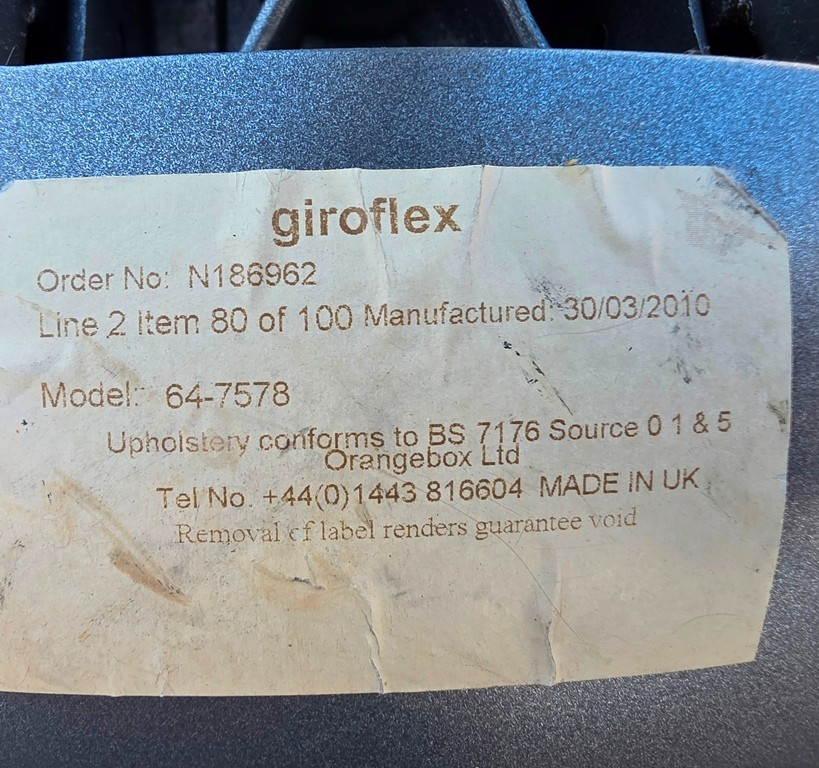 giroflex
Order No: N186962
Line 2 Item 80 of 100 Manufactured: 30/03/2010
Model: 64-7578
Upholstery conforms to BS 7176 Source 0 1 & 5
Orangebox Ltd
Tel No. +44(0)1443 816604 MADE IN UK
Removal of label renders guarantee void